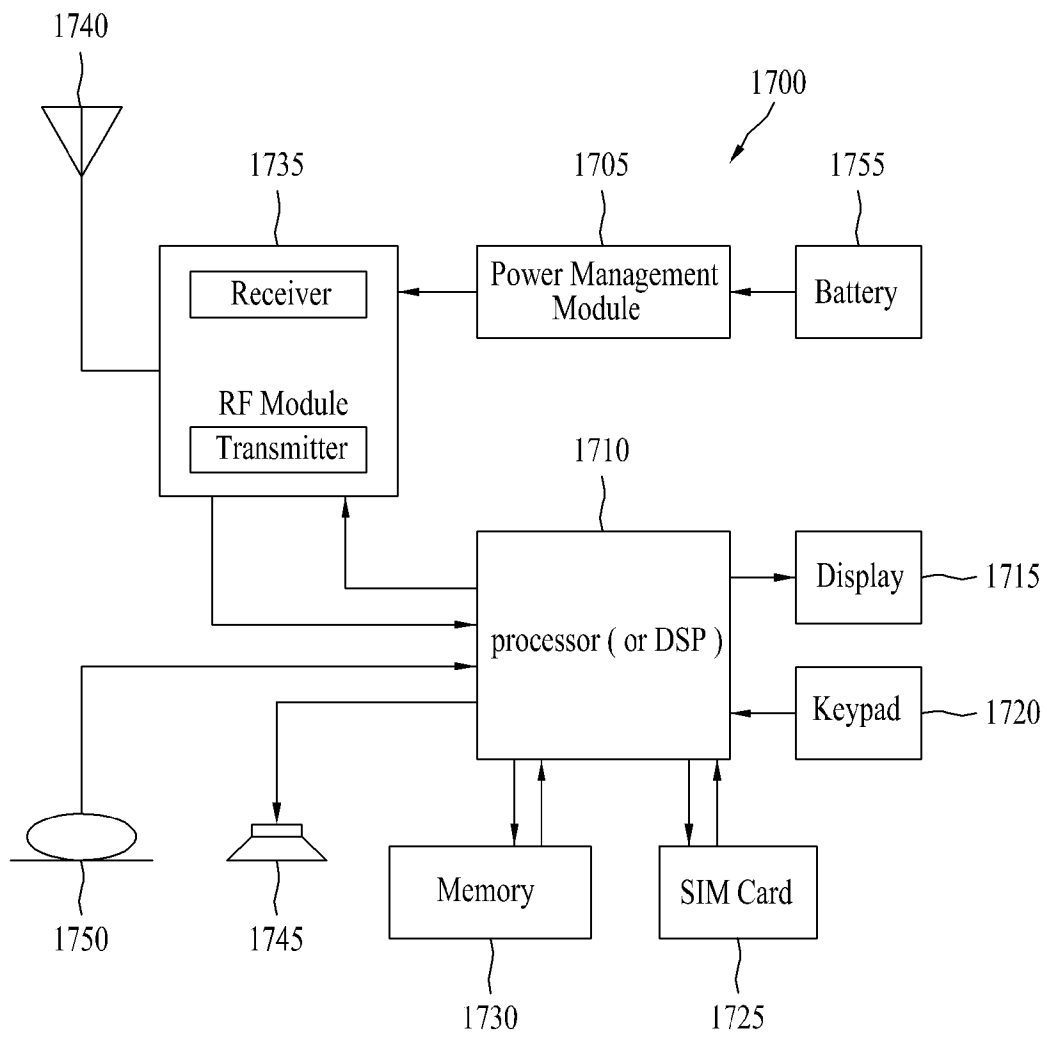 1740
1700
1735
1705
1755
Receiver
Power Management
Module
Battery
RF Module
Transmitter
1710
Display
1715
processor ( or DSP )
Keypad
1720
Memory
SIM Card
1750
1745
1730
1725